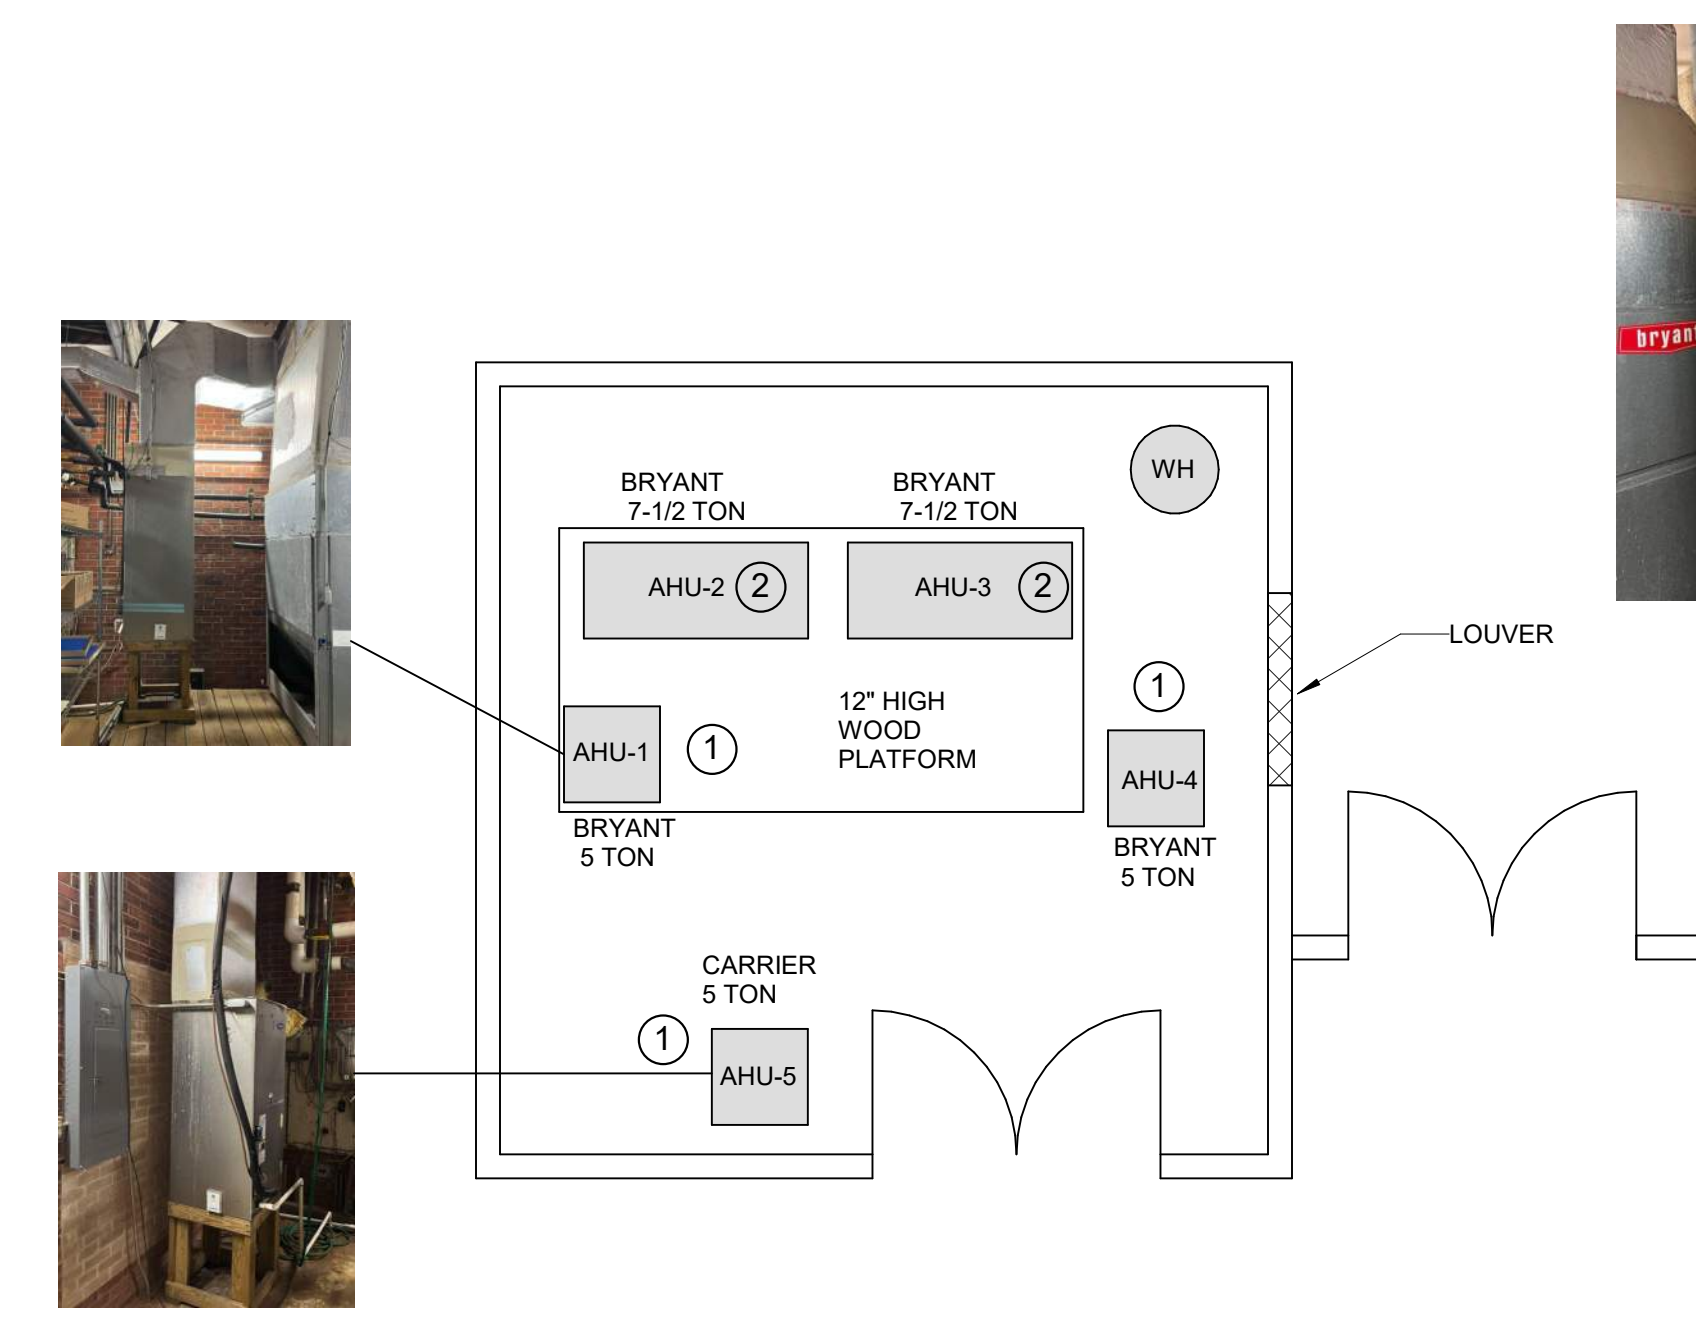 bryant
WH
BRYANT
7-1/2 TON
BRYANT
7-1/2 TON
AHU-2
2
AHU-3
2
LOUVER
1
12" HIGH
WOOD
PLATFORM
AHU-1
1
AHU-4
BRYANT
5 TON
BRYANT
5 TON
CARRIER
5 TON
1
AHU-5